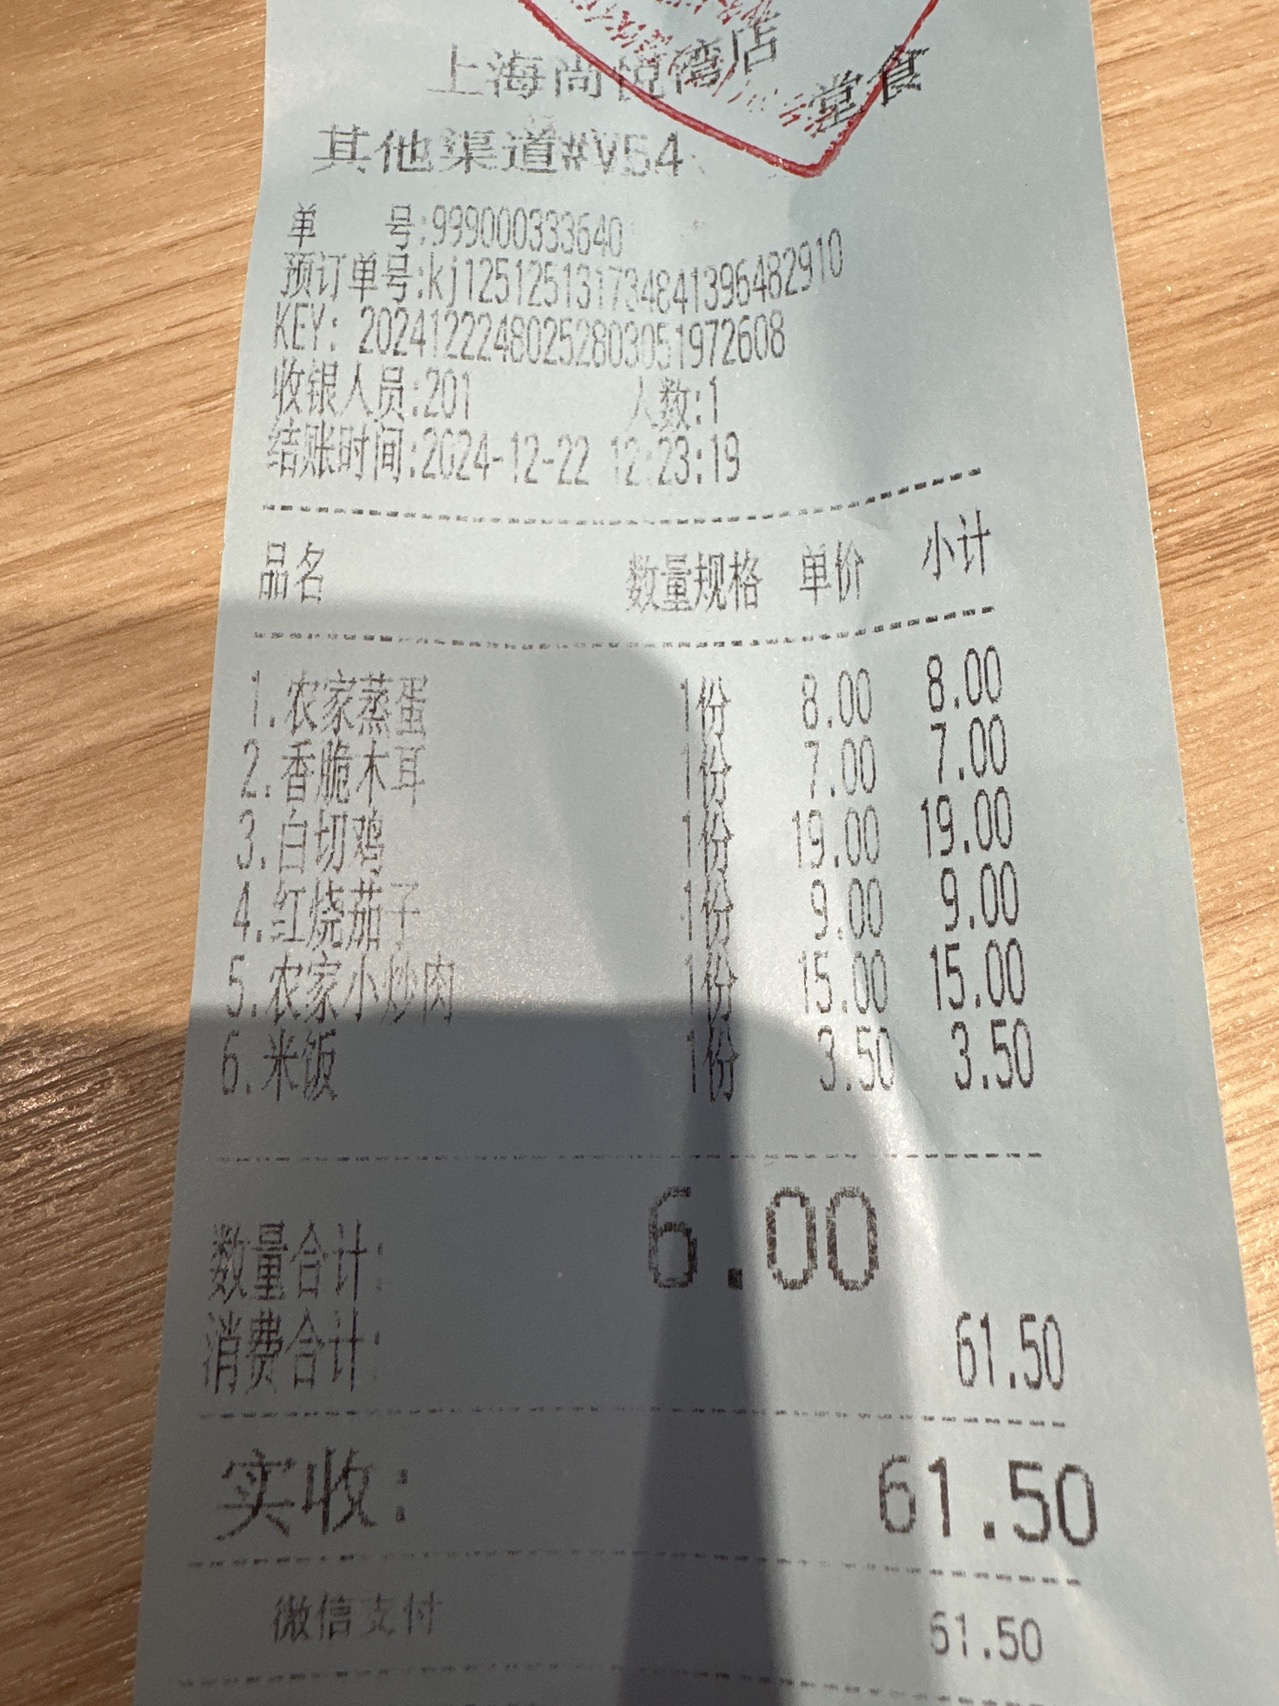 上海尚悦湾店 堂食
其他渠道#V54
单 号:999000333640
预订单号:kj125125131734841396482910
KEY: 20241222480252803051972608
收银人员:201 人数:1
结账时间:2024-12-22 12:23:19
品名 数量规格 单价 小计
1.农家蒸蛋 1份 8.00 8.00
2.香脆木耳 1份 7.00 7.00
3.白切鸡 1份 19.00 19.00
4.红烧茄子 1份 9.00 9.00
5.农家小炒肉 1份 15.00 15.00
6.米饭 1份 3.50 3.50
数量合计: 6.00
消费合计: 61.50
实收: 61.50
微信支付 61.50